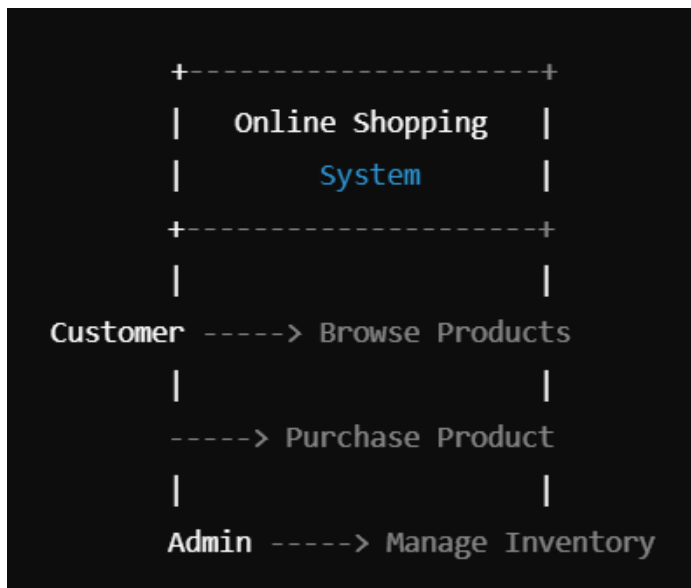 +---------------------+
|   Online Shopping   |
|        System       |
+---------------------+
|                     |
Customer -----> Browse Products
|                     |
-----> Purchase Product
|                     |
Admin -----> Manage Inventory